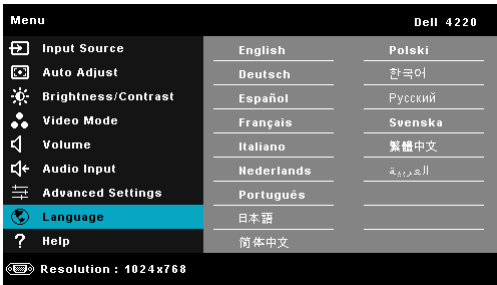 Menu
Dell 4220
Input Source
Auto Adjust
Brightness/Contrast
Video Mode
Volume
Audio Input
Advanced Settings
Language
Help
English
Deutsch
Español
Français
Italiano
Nederlands
Português
日本語
简体中文
Polski
한국어
Русский
Svenska
繁體中文
العربية
Resolution : 1024x768